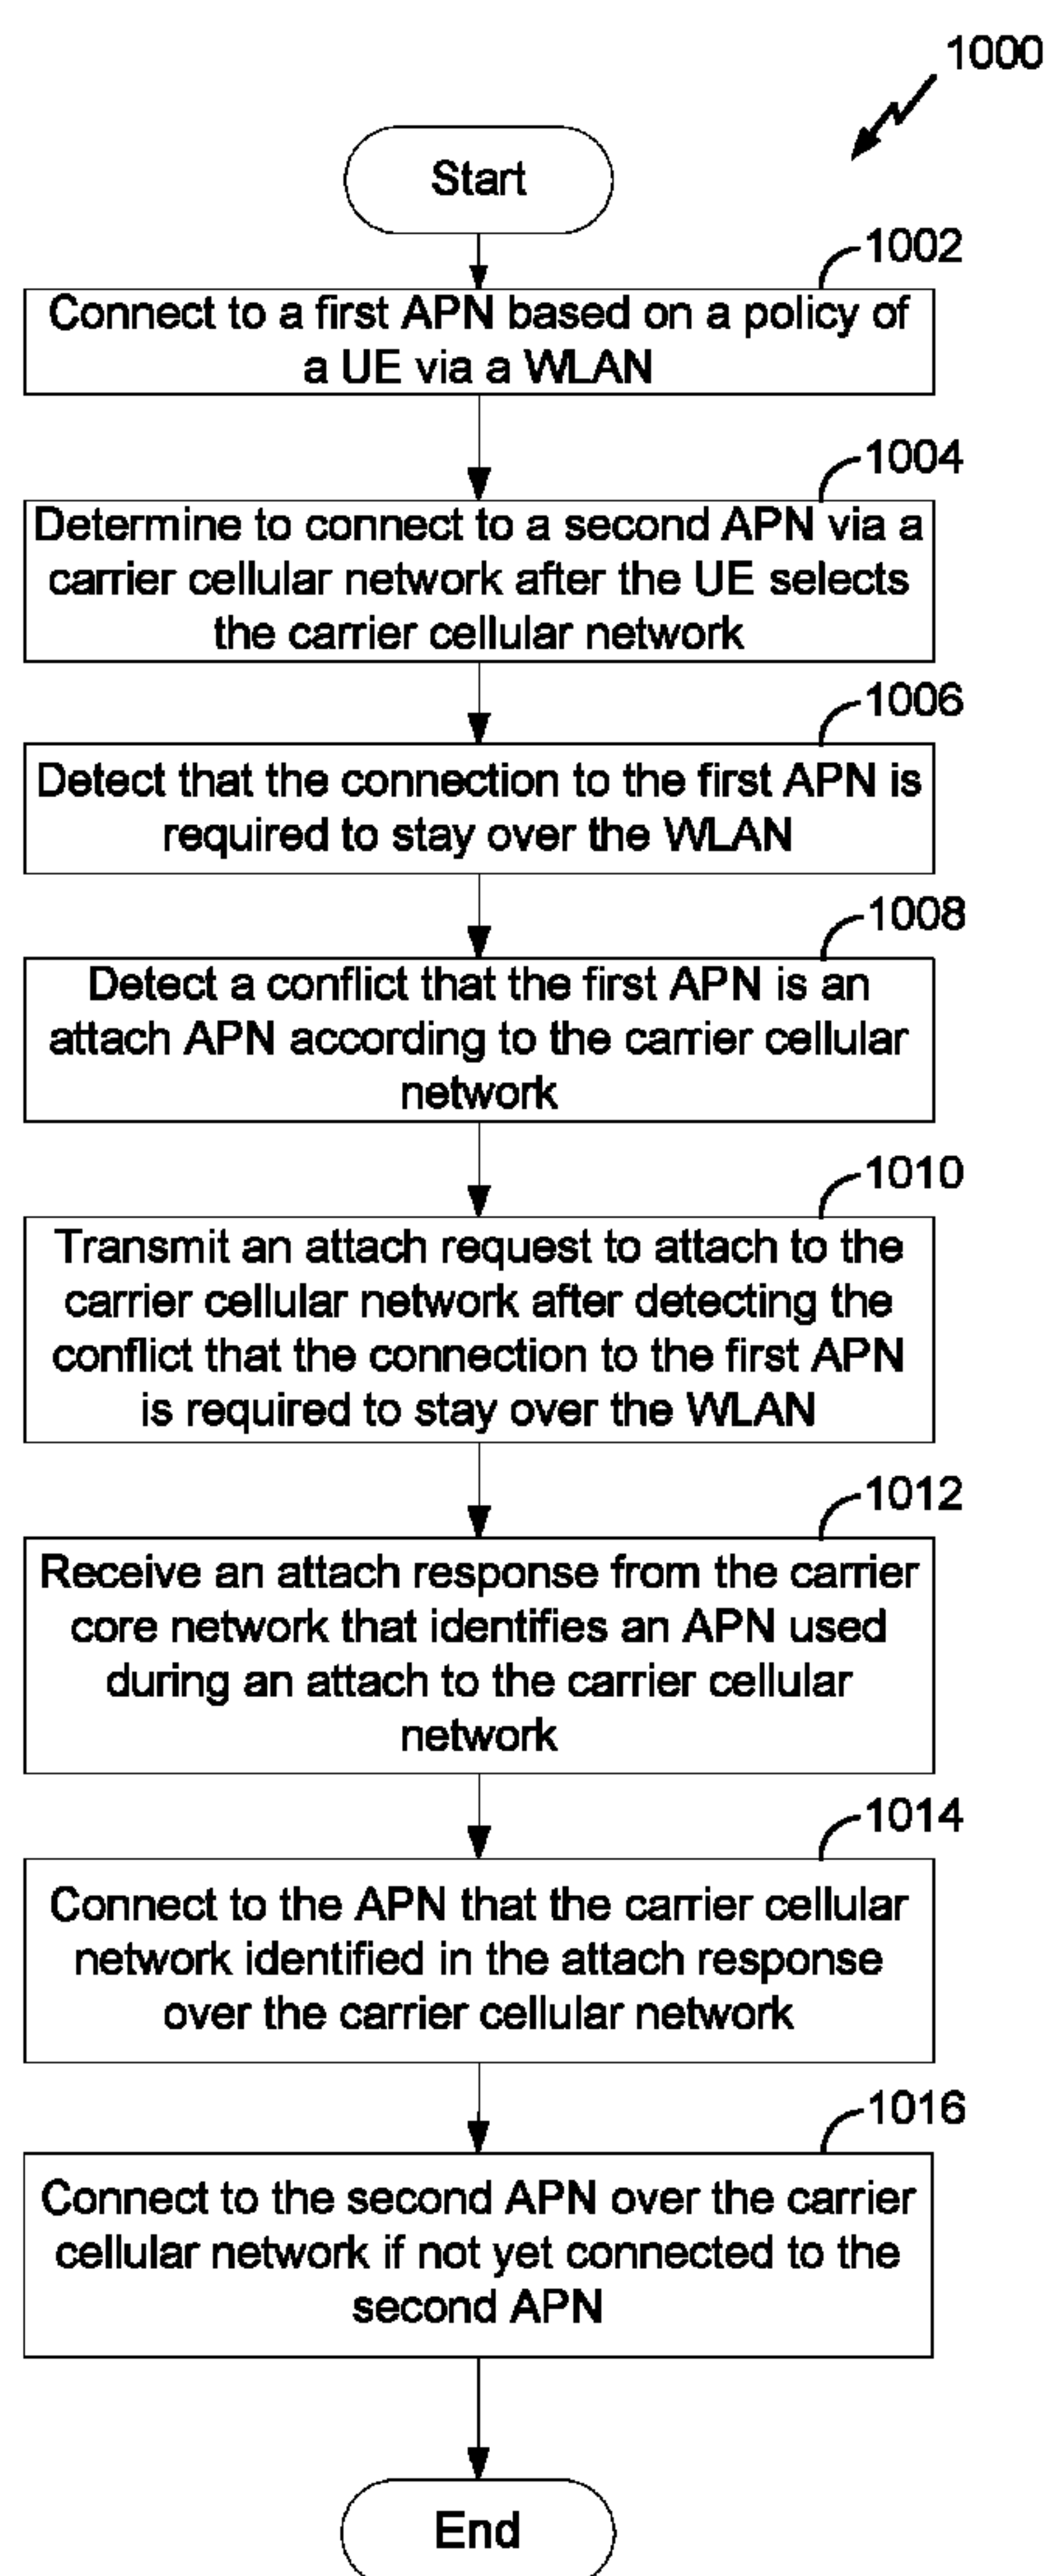 1000
Start
1002
Connect to a first APN based on a policy of
a UE via a WLAN
1004
Determine to connect to a second APN via a
carrier cellular network after the UE selects
the carrier cellular network
1006
Detect that the connection to the first APN is
required to stay over the WLAN
1008
Detect a conflict that the first APN is an
attach APN according to the carrier cellular
network
1010
Transmit an attach request to attach to the
carrier cellular network after detecting the
conflict that the connection to the first APN
is required to stay over the WLAN
1012
Receive an attach response from the carrier
core network that identifies an APN used
during an attach to the carrier cellular
network
1014
Connect to the APN that the carrier cellular
network identified in the attach response
over the carrier cellular network
1016
Connect to the second APN over the carrier
cellular network if not yet connected to the
second APN
End